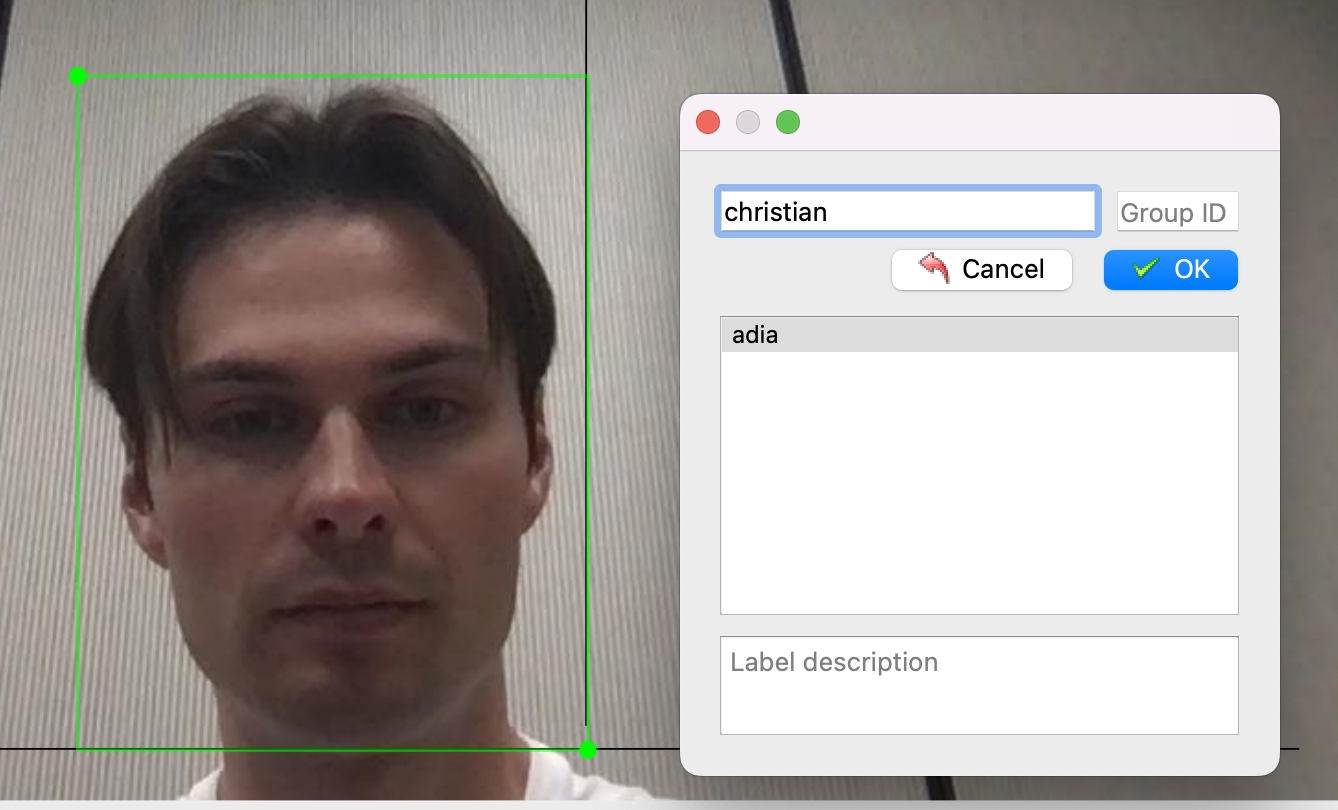 christian
Group ID
Cancel
OK
adia
Label description